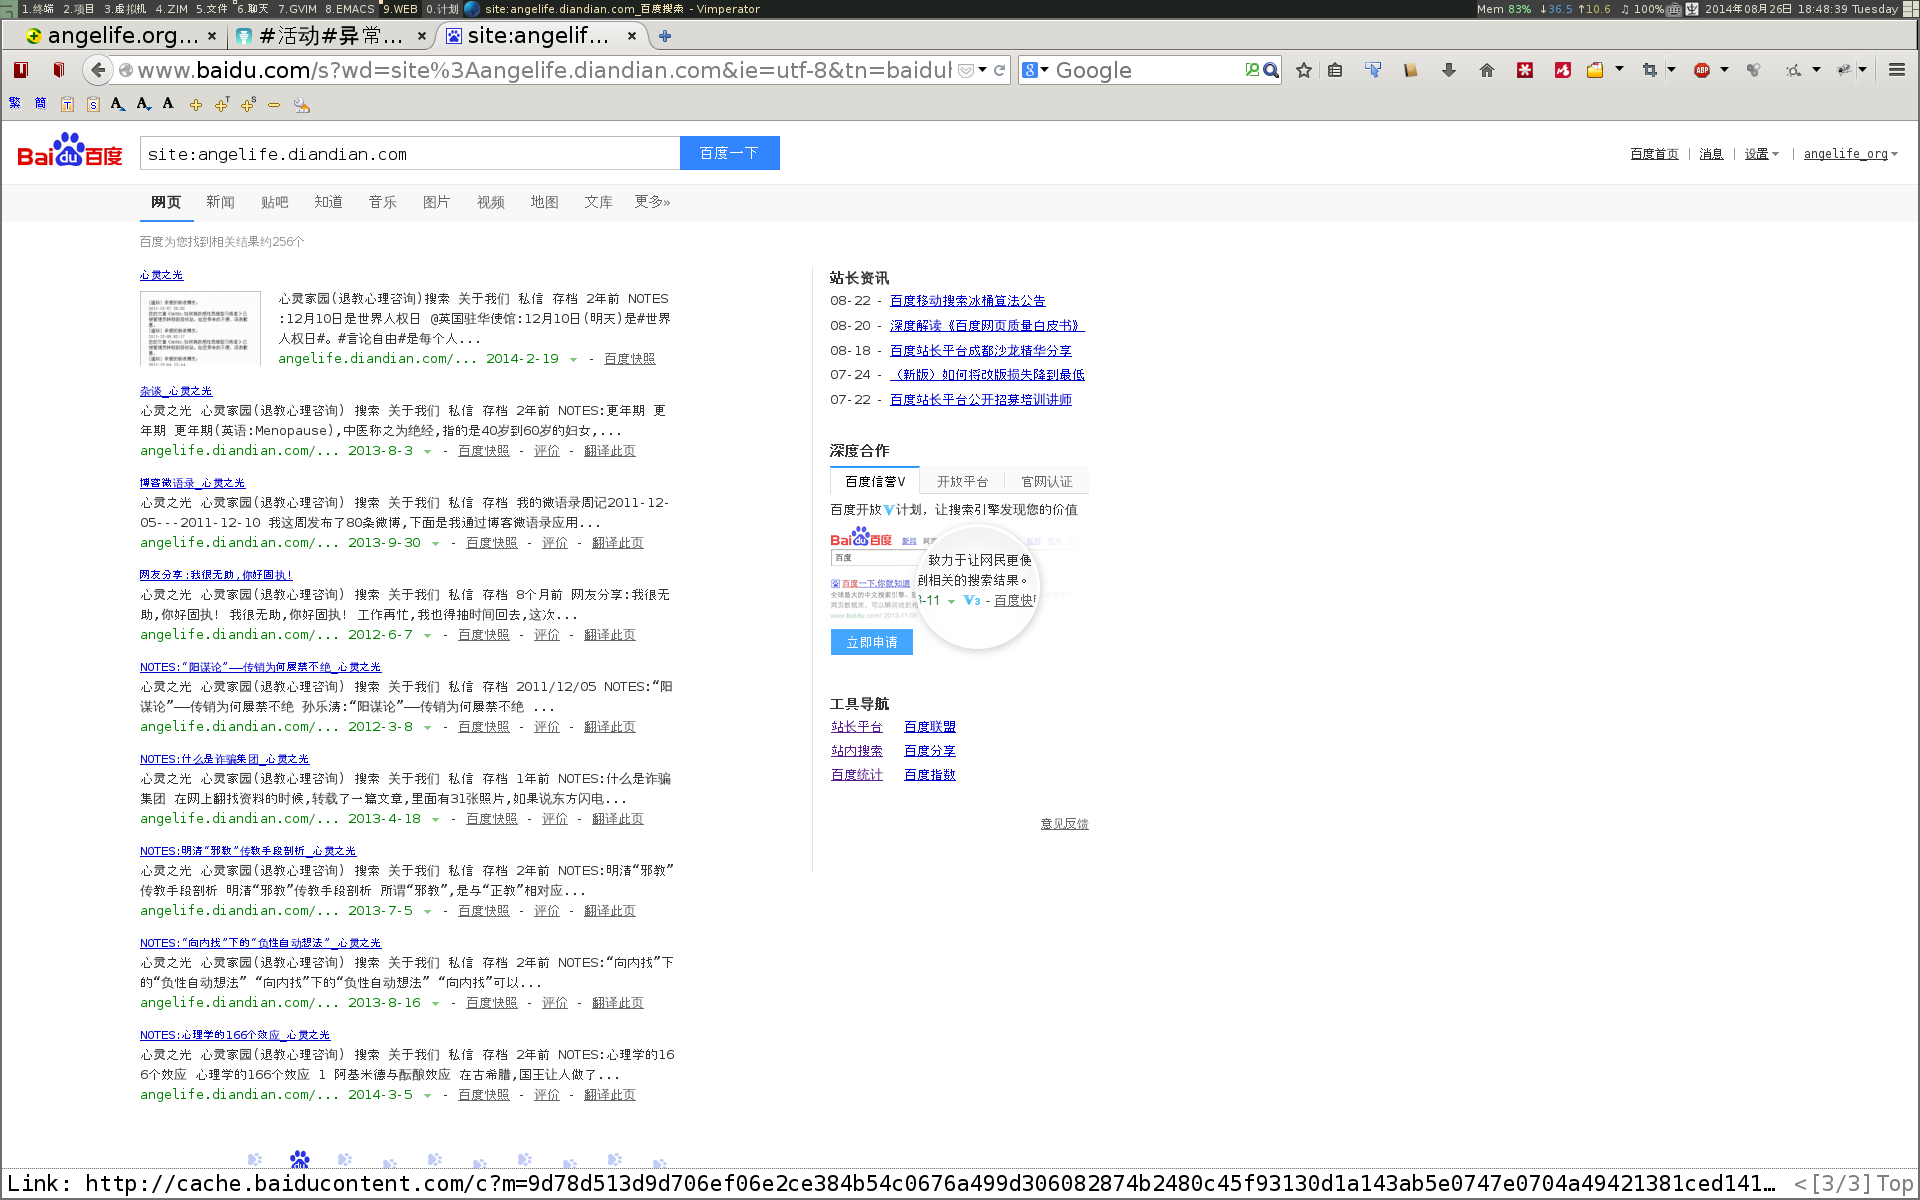 1.终端 2.项目 3.虚拟机 4.ZIM 5.文件 6.聊天 7.GVIM 8.EMACS 9.WEB 0.计划 site:angelife.diandian.com_百度搜索 - Vimperator
Mem 83% ↓36.5 ↑10.6 ♫ 100% 2014年08月26日 18:48:39 Tuesday
angelife.org... × #活动#异常... × site:angelif... ×
www.baidu.com/s?wd=site%3Aangelife.diandian.com&ie=utf-8&tn=baidul
Google
繁 簡
Bai du 百度 site:angelife.diandian.com 百度一下
百度首页 | 消息 | 设置 | angelife_org
网页 新闻 贴吧 知道 音乐 图片 视频 地图 文库 更多»
百度为您找到相关结果约256个
心灵之光
心灵家园(退教心理咨询)搜索 关于我们 私信 存档 2年前 NOTES
:12月10日是世界人权日 @英国驻华使馆:12月10日(明天)是#世界
人权日#。#言论自由#是每个人...
angelife.diandian.com/... 2014-2-19 - 百度快照
杂谈_心灵之光
心灵之光 心灵家园(退教心理咨询) 搜索 关于我们 私信 存档 2年前 NOTES:更年期 更
年期 更年期(英语:Menopause),中医称之为绝经,指的是40岁到60岁的妇女,...
angelife.diandian.com/... 2013-8-3 - 百度快照 - 评价 - 翻译此页
博客微语录_心灵之光
心灵之光 心灵家园(退教心理咨询) 搜索 关于我们 私信 存档 我的微语录周记2011-12-
05---2011-12-10 我这周发布了80条微博,下面是我通过博客微语录应用...
angelife.diandian.com/... 2013-9-30 - 百度快照 - 评价 - 翻译此页
网友分享:我很无助,你好固执!
心灵之光 心灵家园(退教心理咨询) 搜索 关于我们 私信 存档 8个月前 网友分享:我很无
助,你好固执! 我很无助,你好固执! 工作再忙,我也得抽时间回去,这次...
angelife.diandian.com/... 2012-6-7 - 百度快照 - 评价 - 翻译此页
NOTES:“阳谋论”——传销为何屡禁不绝_心灵之光
心灵之光 心灵家园(退教心理咨询) 搜索 关于我们 私信 存档 2011/12/05 NOTES:“阳
谋论”——传销为何屡禁不绝 孙乐涛:“阳谋论”——传销为何屡禁不绝 ...
angelife.diandian.com/... 2012-3-8 - 百度快照 - 评价 - 翻译此页
NOTES:什么是诈骗集团_心灵之光
心灵之光 心灵家园(退教心理咨询) 搜索 关于我们 私信 存档 1年前 NOTES:什么是诈骗
集团 在网上翻找资料的时候,转载了一篇文章,里面有31张照片,如果说东方闪电...
angelife.diandian.com/... 2013-4-18 - 百度快照 - 评价 - 翻译此页
NOTES:明清“邪教”传教手段剖析_心灵之光
心灵之光 心灵家园(退教心理咨询) 搜索 关于我们 私信 存档 2年前 NOTES:明清“邪教”
传教手段剖析 明清“邪教”传教手段剖析 所谓“邪教”,是与“正教”相对应...
angelife.diandian.com/... 2013-7-5 - 百度快照 - 评价 - 翻译此页
NOTES:“向内找”下的“负性自动想法”_心灵之光
心灵之光 心灵家园(退教心理咨询) 搜索 关于我们 私信 存档 2年前 NOTES:“向内找”下
的“负性自动想法” “向内找”下的“负性自动想法” “向内找”可以...
angelife.diandian.com/... 2013-8-16 - 百度快照 - 评价 - 翻译此页
NOTES:心理学的166个效应_心灵之光
心灵之光 心灵家园(退教心理咨询) 搜索 关于我们 私信 存档 2年前 NOTES:心理学的16
6个效应 心理学的166个效应 1 阿基米德与酝酿效应 在古希腊,国王让人做了...
angelife.diandian.com/... 2014-3-5 - 百度快照 - 评价 - 翻译此页
站长资讯
08-22 - 百度移动搜索冰桶算法公告
08-20 - 深度解读《百度网页质量白皮书》
08-18 - 百度站长平台成都沙龙精华分享
07-24 - （新版）如何将改版损失降到最低
07-22 - 百度站长平台公开招募培训讲师
深度合作
百度信誉V 开放平台 官网认证
百度开放V计划，让搜索引擎发现您的价值
Bai du 百度 新闻
百度
致力于让网民更便
到相关的搜索结果。
百度一下,你就知道
-11 V3 - 百度快
立即申请
工具导航
站长平台 百度联盟
站内搜索 百度分享
百度统计 百度指数
意见反馈
Link: http://cache.baiducontent.com/c?m=9d78d513d9d706ef06e2ce384b54c0676a499d306082874b2480c45f93130d1a143ab5e0747e0704a49421381ced141... <[3/3]Top